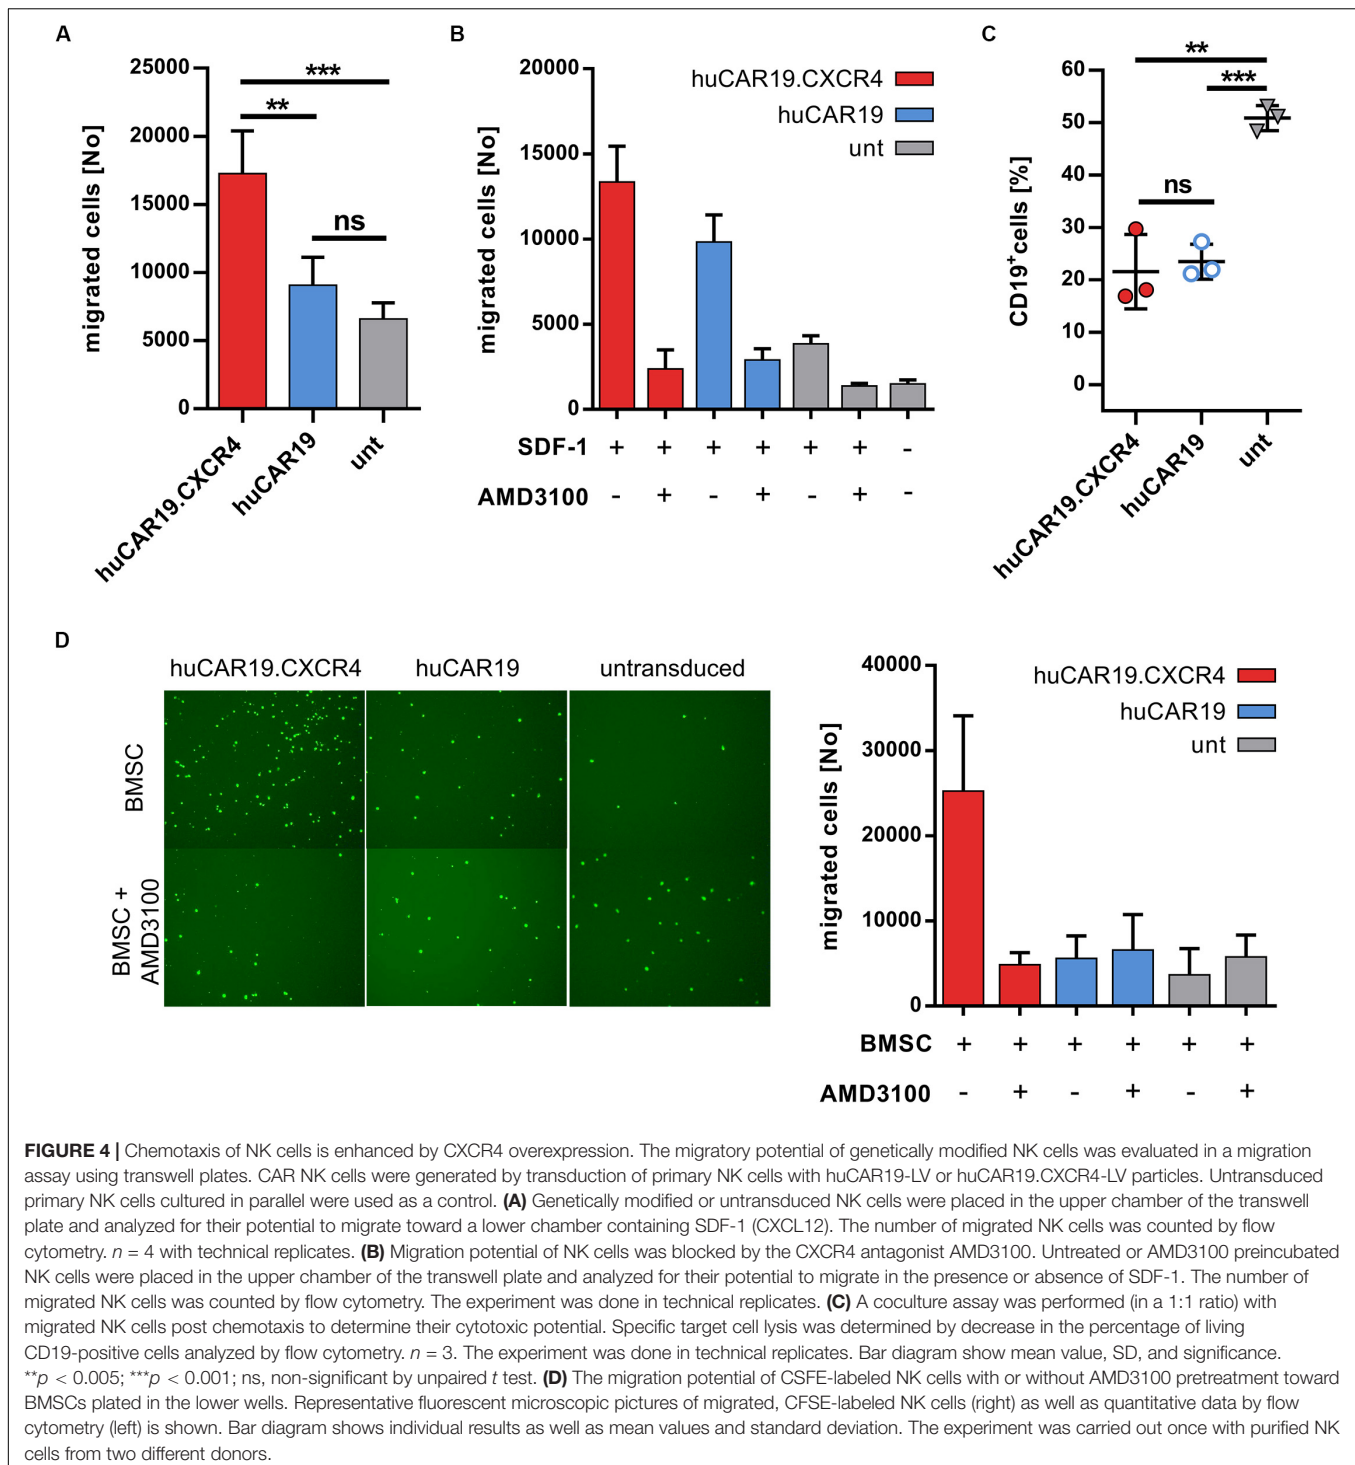 A
25000
20000
15000
10000
5000
0
migrated cells [No]
***
**
ns
huCAR19.CXCR4
huCAR19
unt
B
20000
15000
10000
5000
0
migrated cells [No]
huCAR19.CXCR4
huCAR19
unt
SDF-1 + + + + + + -
AMD3100 - + - + - + -
C
60
50
40
30
20
10
0
CD19+cells [%]
**
***
ns
huCAR19.CXCR4
huCAR19
unt
D
huCAR19.CXCR4 huCAR19 untransduced
BMSC
BMSC +
AMD3100
40000
30000
20000
10000
0
migrated cells [No]
huCAR19.CXCR4
huCAR19
unt
BMSC + + + + + +
AMD3100 - + - + - +
FIGURE 4 | Chemotaxis of NK cells is enhanced by CXCR4 overexpression. The migratory potential of genetically modified NK cells was evaluated in a migration
assay using transwell plates. CAR NK cells were generated by transduction of primary NK cells with huCAR19-LV or huCAR19.CXCR4-LV particles. Untransduced
primary NK cells cultured in parallel were used as a control. (A) Genetically modified or untransduced NK cells were placed in the upper chamber of the transwell
plate and analyzed for their potential to migrate toward a lower chamber containing SDF-1 (CXCL12). The number of migrated NK cells was counted by flow
cytometry. n = 4 with technical replicates. (B) Migration potential of NK cells was blocked by the CXCR4 antagonist AMD3100. Untreated or AMD3100 preincubated
NK cells were placed in the upper chamber of the transwell plate and analyzed for their potential to migrate in the presence or absence of SDF-1. The number of
migrated NK cells was counted by flow cytometry. The experiment was done in technical replicates. (C) A coculture assay was performed (in a 1:1 ratio) with
migrated NK cells post chemotaxis to determine their cytotoxic potential. Specific target cell lysis was determined by decrease in the percentage of living
CD19-positive cells analyzed by flow cytometry. n = 3. The experiment was done in technical replicates. Bar diagram show mean value, SD, and significance.
**p < 0.005; ***p < 0.001; ns, non-significant by unpaired t test. (D) The migration potential of CSFE-labeled NK cells with or without AMD3100 pretreatment toward
BMSCs plated in the lower wells. Representative fluorescent microscopic pictures of migrated, CFSE-labeled NK cells (right) as well as quantitative data by flow
cytometry (left) is shown. Bar diagram shows individual results as well as mean values and standard deviation. The experiment was carried out once with purified NK
cells from two different donors.